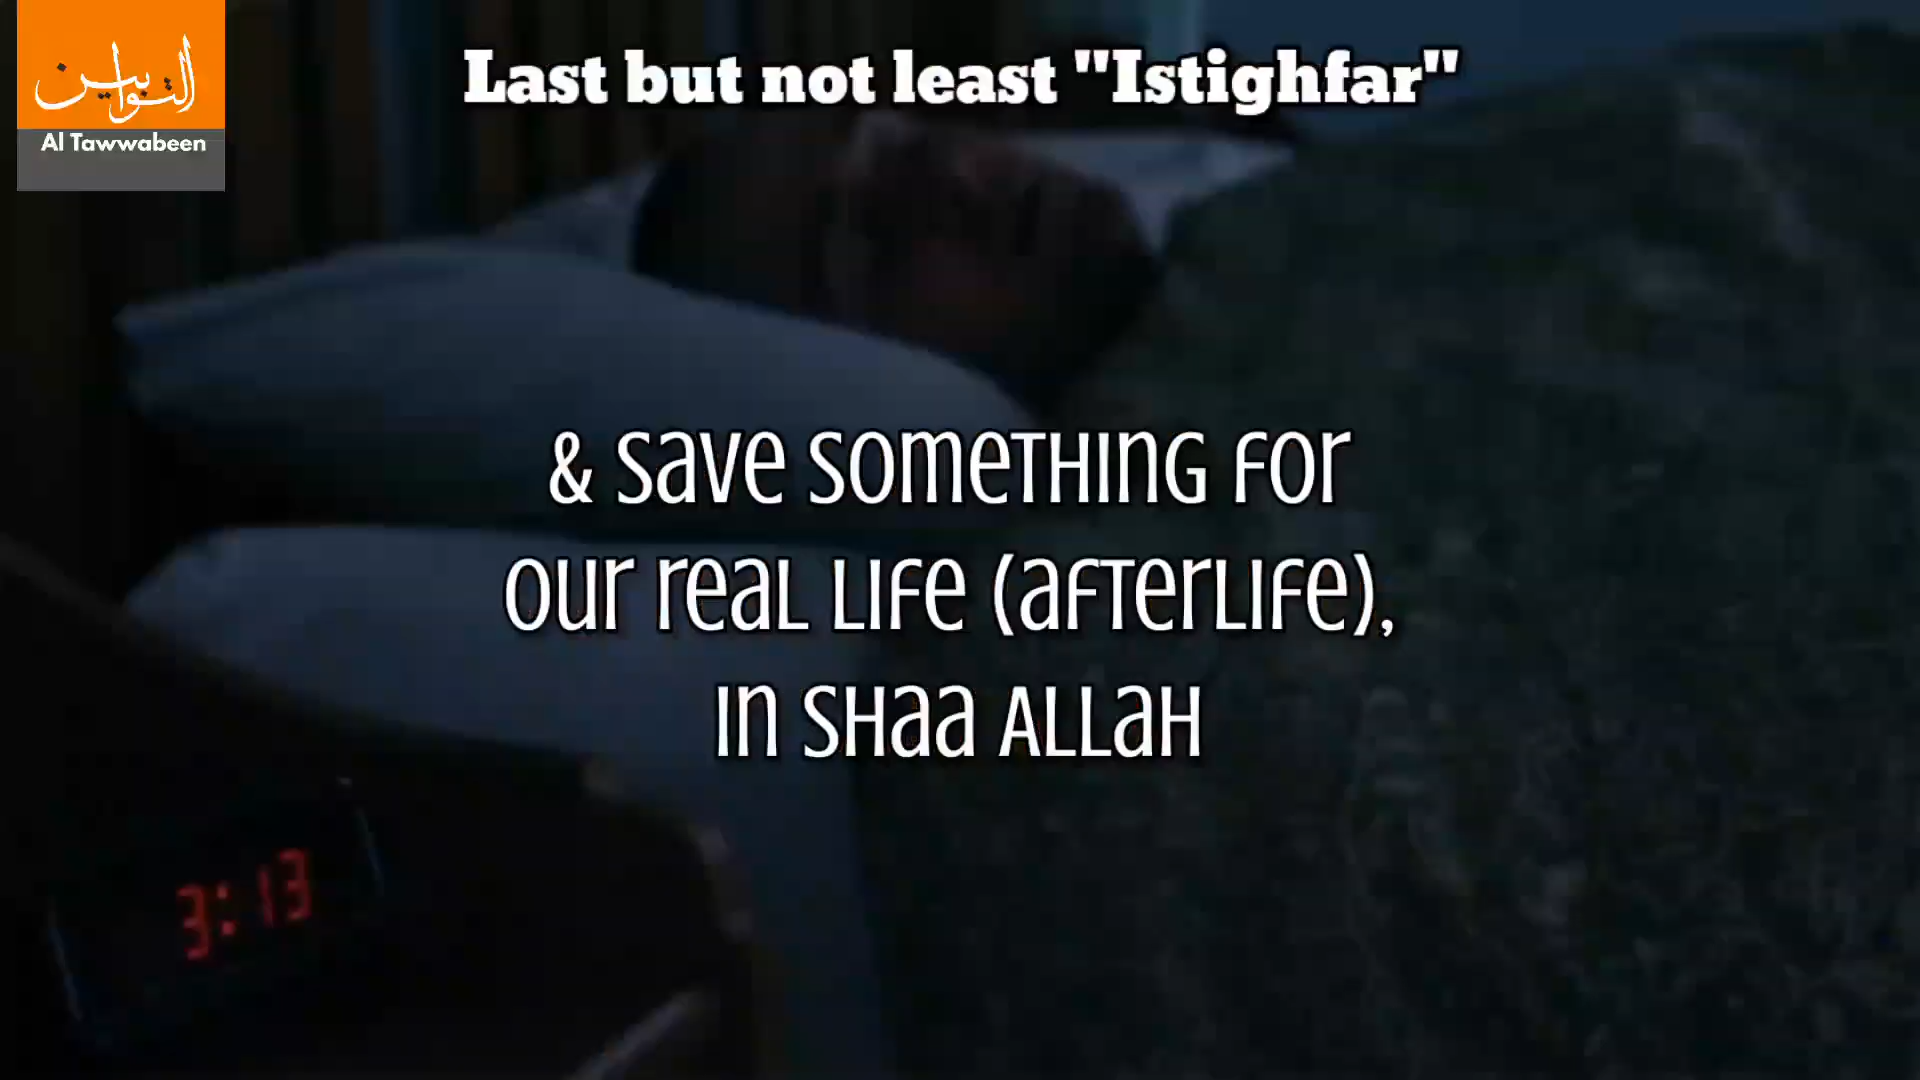 التوابين
Al Tawwabeen
Last but not least "Istighfar"
& save something for
our real life (afterlife),
in shaa Allah
3:13